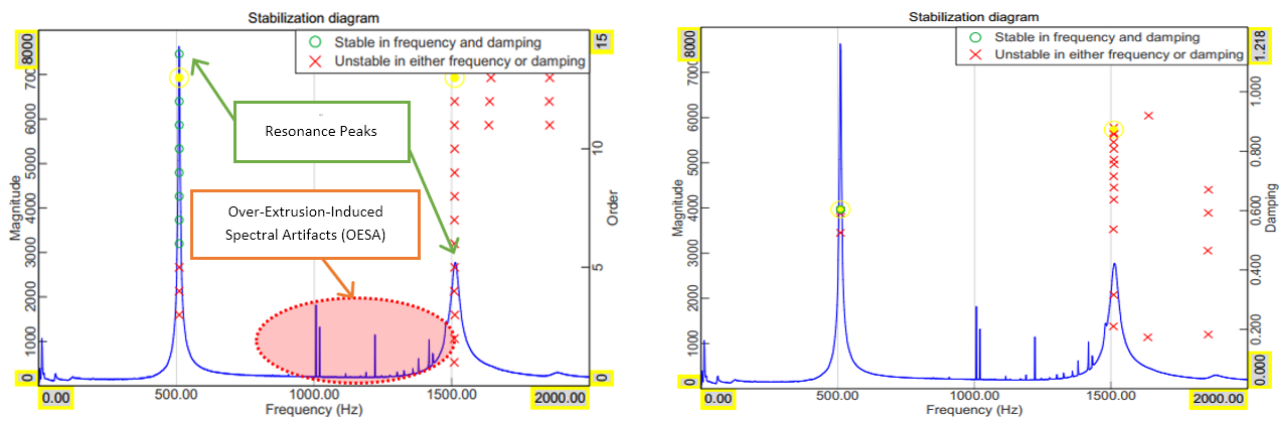 Stabilization diagram
Stable in frequency and damping
Unstable in either frequency or damping
8000
7000
6000
5000
4000
3000
2000
1000
0
Magnitude
15
10
5
0
Order
Resonance Peaks
Over-Extrusion-Induced
Spectral Artifacts (OESA)
0.00
500.00
1000.00
1500.00
2000.00
Frequency (Hz)
Stabilization diagram
Stable in frequency and damping
Unstable in either frequency or damping
8000
7000
6000
5000
4000
3000
2000
1000
0
Magnitude
1.218
1.000
0.800
0.600
0.400
0.200
0.000
Damping
0.00
500.00
1000.00
1500.00
2000.00
Frequency (Hz)